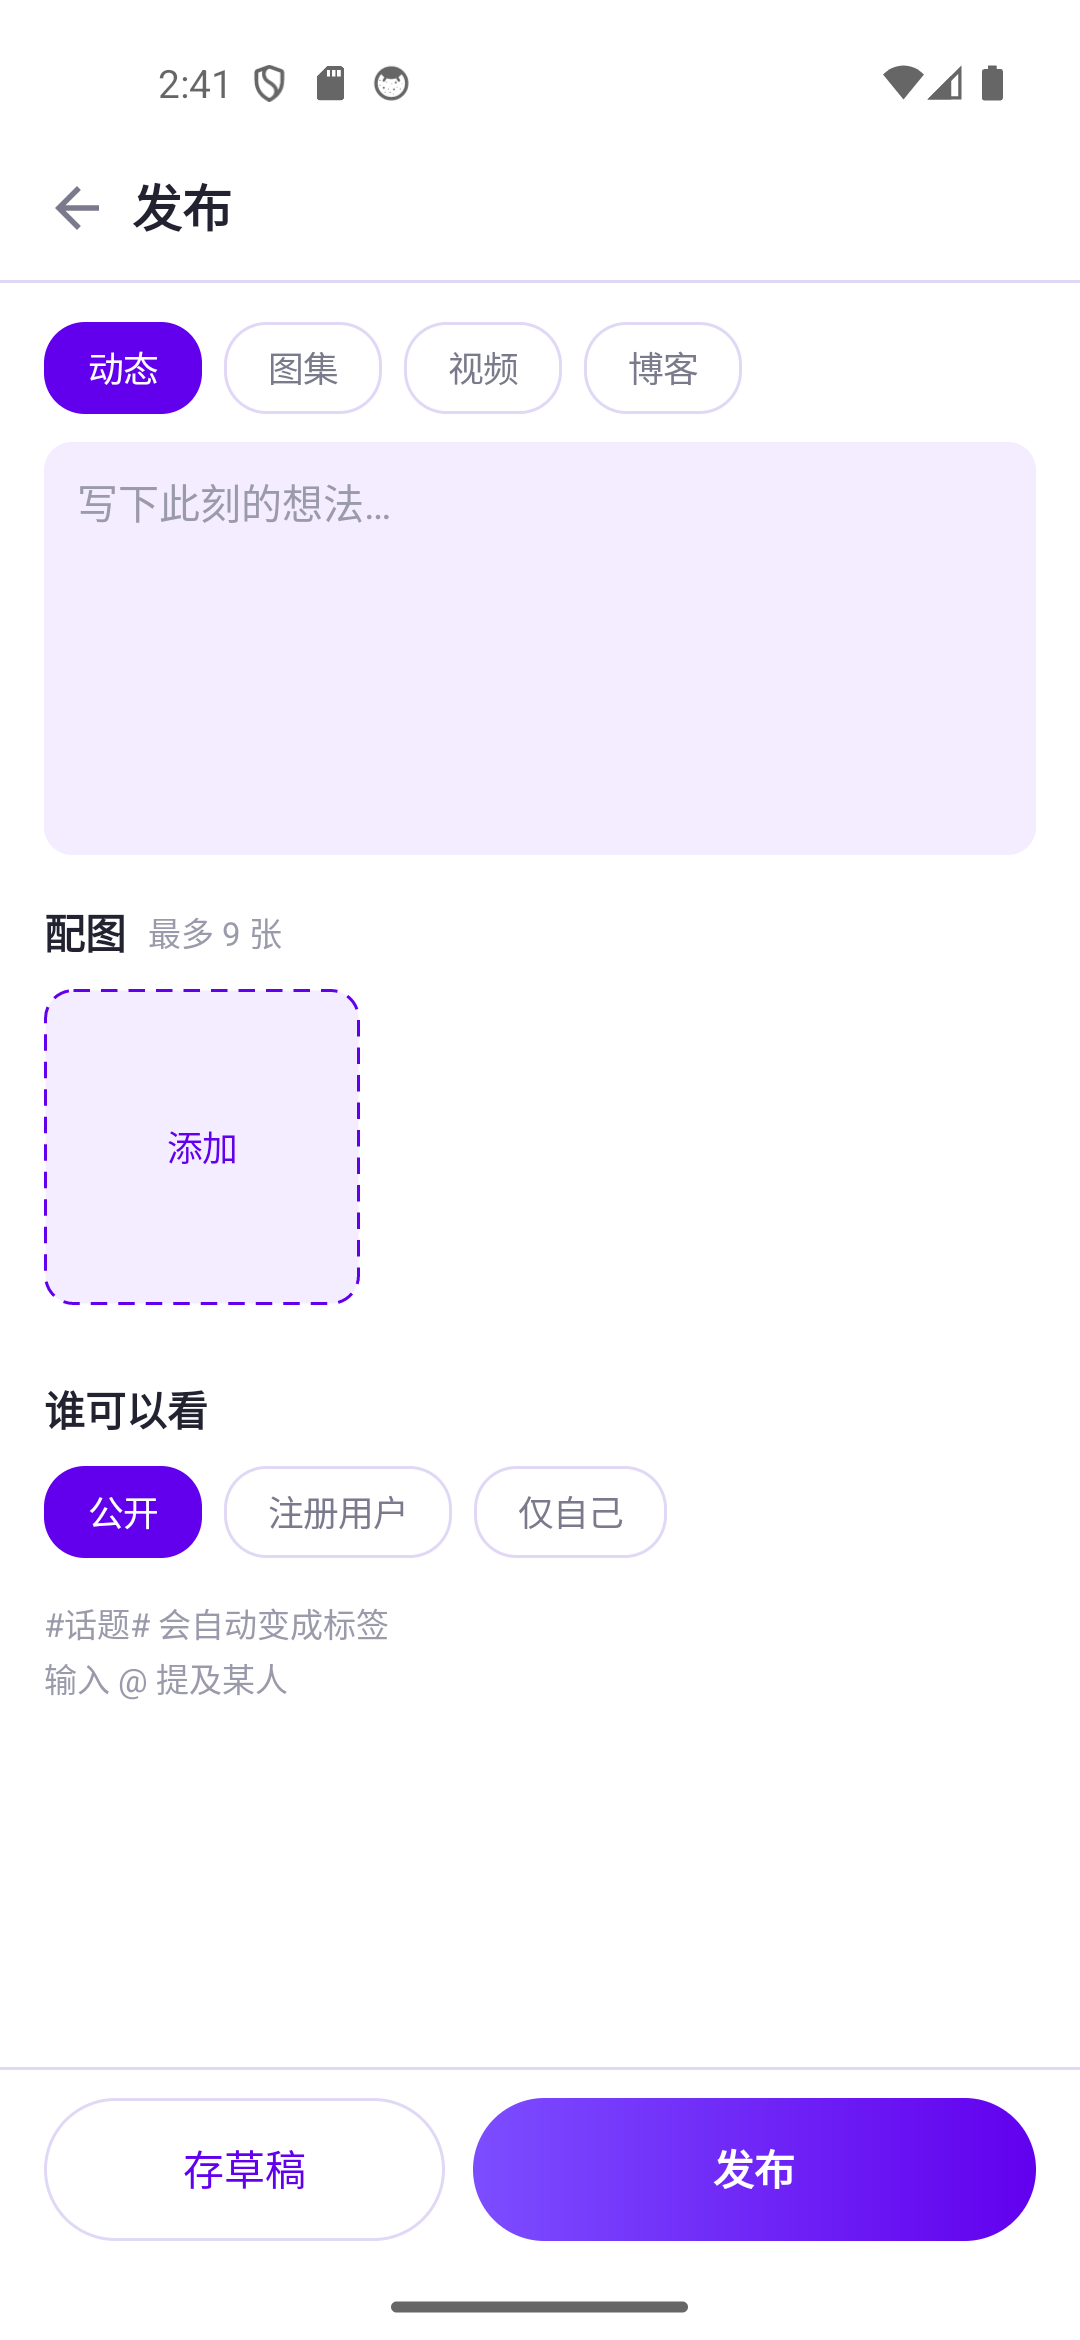 2:41
发布
动态 图集 视频 博客
写下此刻的想法...
配图 最多 9 张
添加
谁可以看
公开 注册用户 仅自己
#话题# 会自动变成标签
输入 @ 提及某人
存草稿 发布